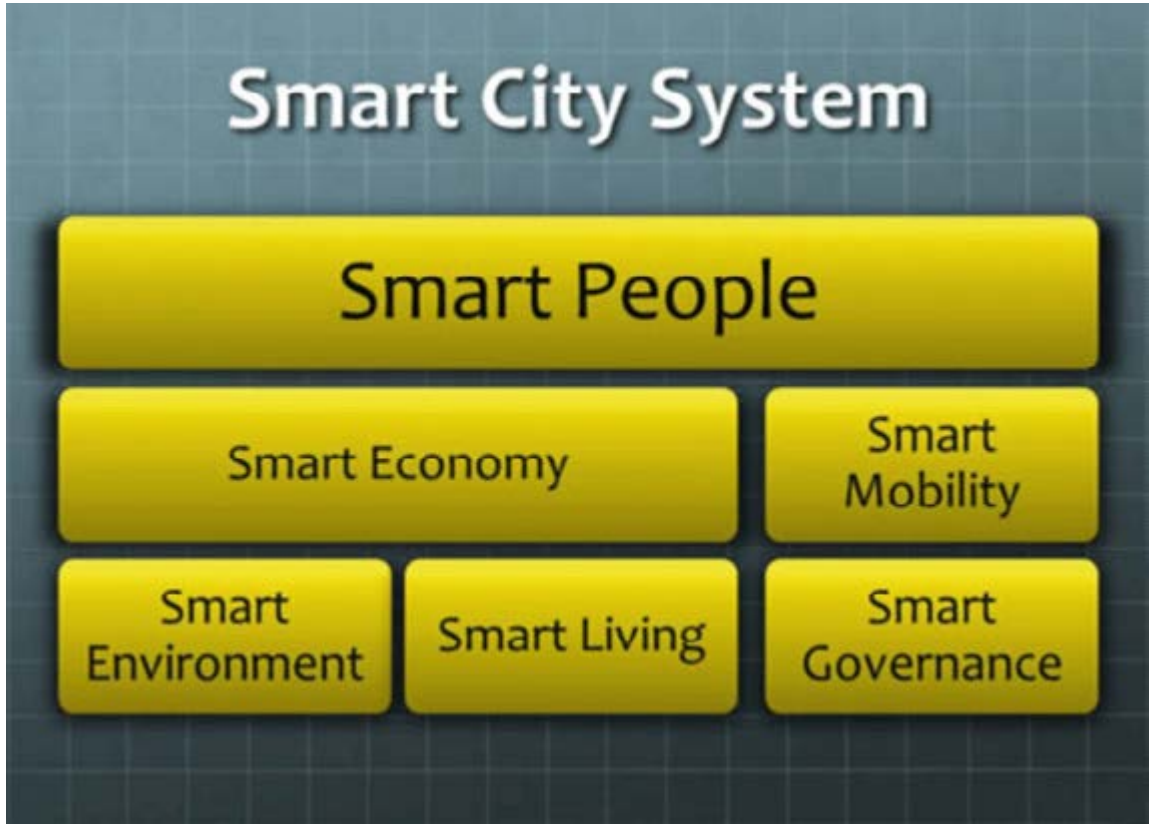 Smart City System
Smart People
Smart Economy
Smart
Mobility
Smart
Environment
Smart Living
Smart
Governance